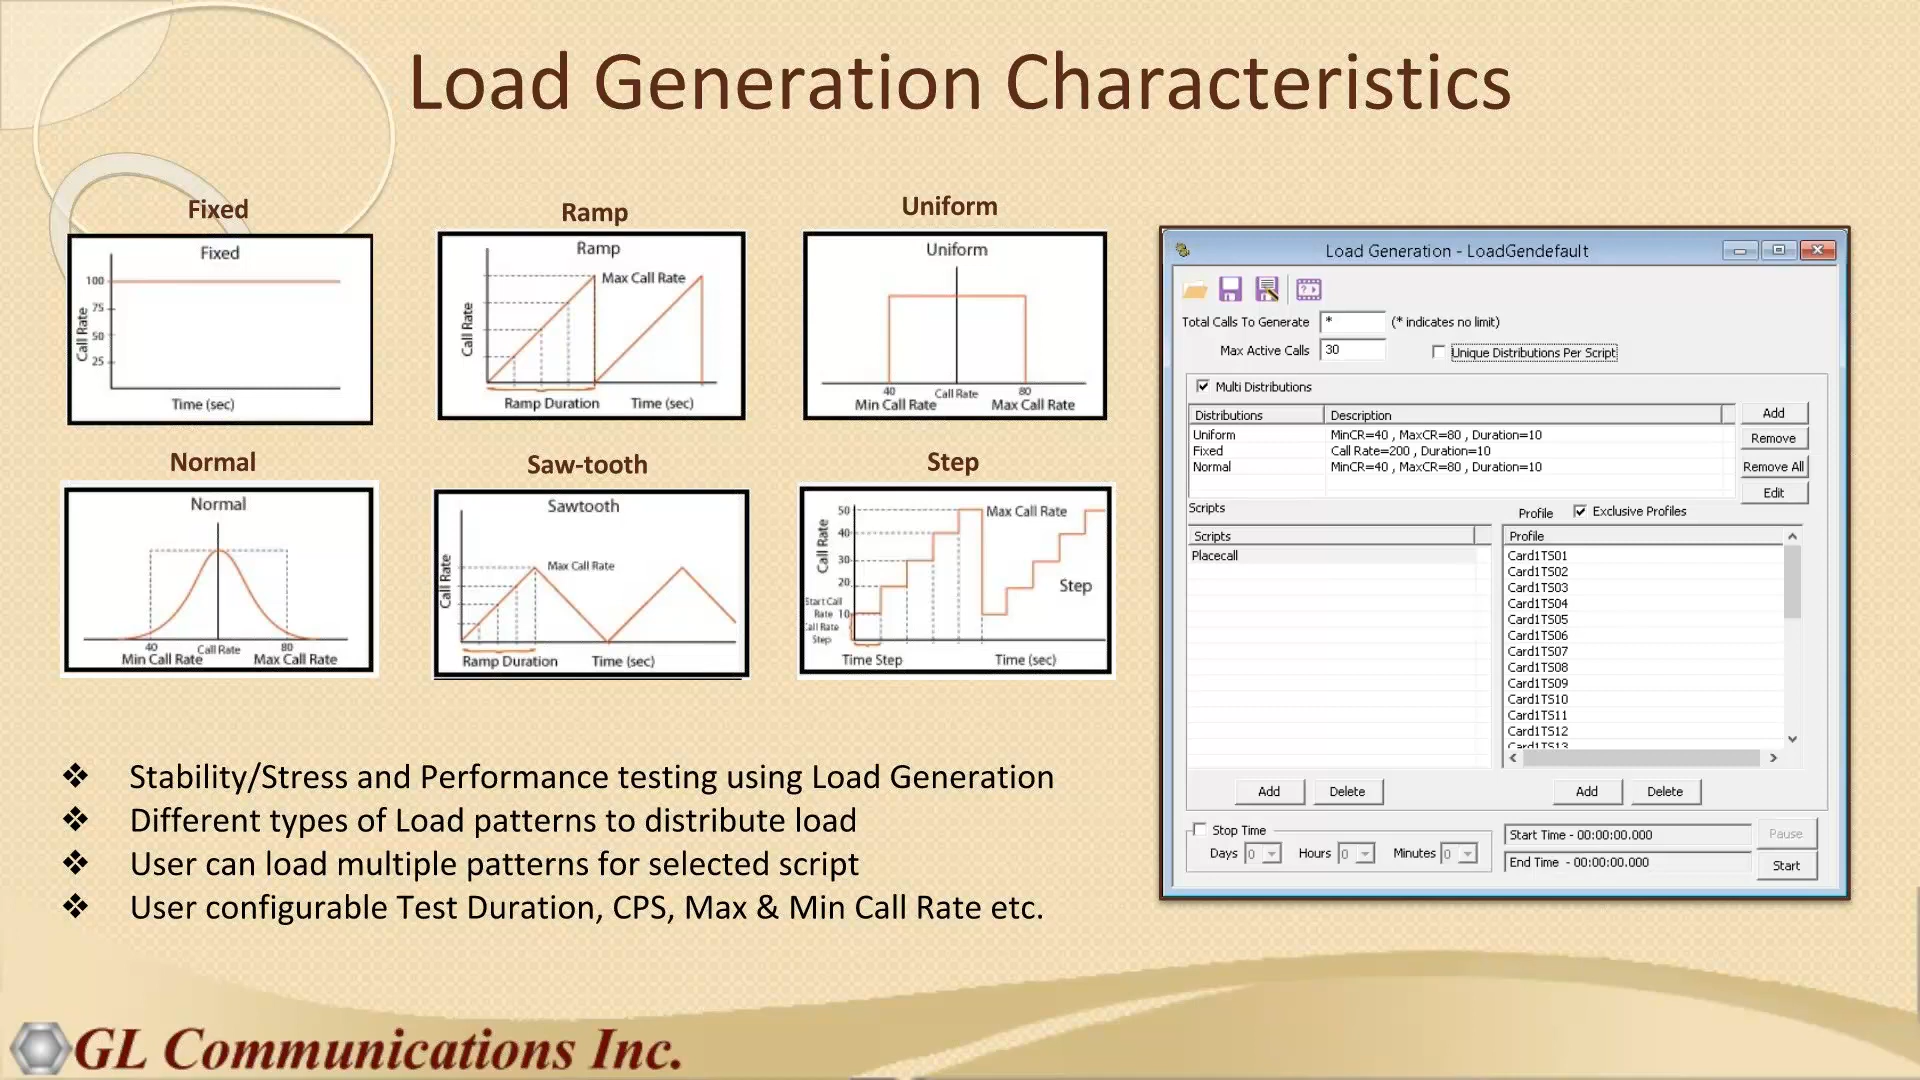 Load Generation Characteristics
Fixed
Fixed
100
75
50
25
Call Rate
Time (sec)
Ramp
Ramp
Max Call Rate
Call Rate
Ramp Duration Time (sec)
Uniform
Uniform
40 Call Rate 80
Min Call Rate Max Call Rate
Normal
Normal
40 Call Rate 80
Min Call Rate Max Call Rate
Saw-tooth
Sawtooth
Max Call Rate
Call Rate
Ramp Duration Time (sec)
Step
50 Max Call Rate
40
30
20
Call Rate
Step
Start Call
Rate 10
Call Rate
Step
Time Step Time (sec)
Stability/Stress and Performance testing using Load Generation
Different types of Load patterns to distribute load
User can load multiple patterns for selected script
User configurable Test Duration, CPS, Max & Min Call Rate etc.
Load Generation - LoadGendefault
Total Calls To Generate * (* indicates no limit)
Max Active Calls 30 Unique Distributions Per Script
Multi Distributions
Distributions Description
Uniform MinCR=40 , MaxCR=80 , Duration=10
Fixed Call Rate=200 , Duration=10
Normal MinCR=40 , MaxCR=80 , Duration=10
Add
Remove
Remove All
Edit
Scripts
Profile Exclusive Profiles
Scripts
Placecall
Profile
Card1TS01
Card1TS02
Card1TS03
Card1TS04
Card1TS05
Card1TS06
Card1TS07
Card1TS08
Card1TS09
Card1TS10
Card1TS11
Card1TS12
Card1TS13
Add Delete
Add Delete
Stop Time
Days 0 Hours 0 Minutes 0
Start Time - 00:00:00.000
End Time - 00:00:00.000
Pause
Start
GL Communications Inc.